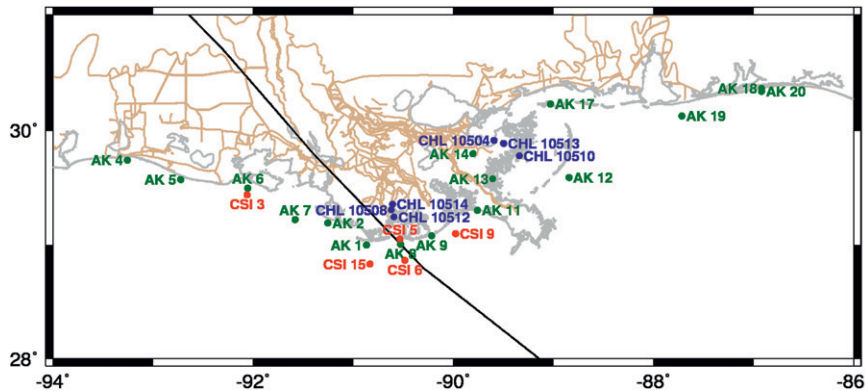 30°
28°
-94
-92
-90
-88
-86
AK 18
AK 20
AK 17
AK 19
CHL 10504
CHL 10513
AK 14
CHL 10510
AK 4
AK 5
AK 6
AK 13
AK 12
CSI 3
CHL 10514
AK 7
CHL 10508
AK 11
CHL 10512
AK 2
CSI 5
CSI 9
AK 1
AK 8
AK 9
CSI 15
CSI 6